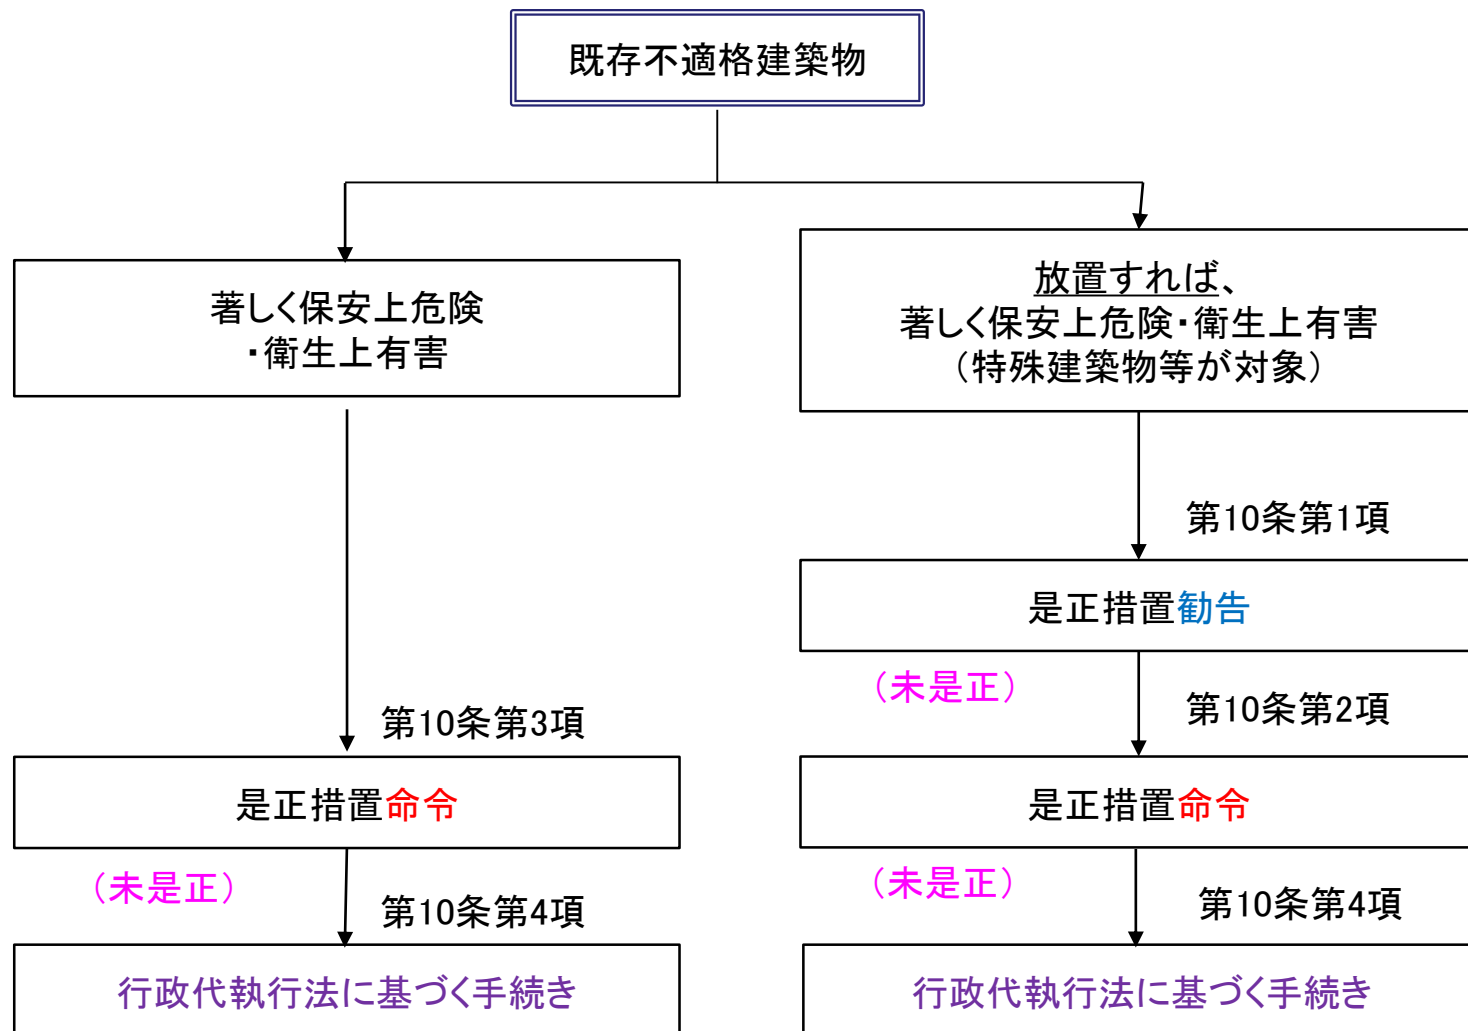 既存不適格建築物
著しく保安上危険
・衛生上有害
第10条第3項
是正措置命令
（未是正）
第10条第4項
行政代執行法に基づく手続き
放置すれば、
著しく保安上危険・衛生上有害
（特殊建築物等が対象）
第10条第1項
是正措置勧告
（未是正）
第10条第2項
是正措置命令
（未是正）
第10条第4項
行政代執行法に基づく手続き